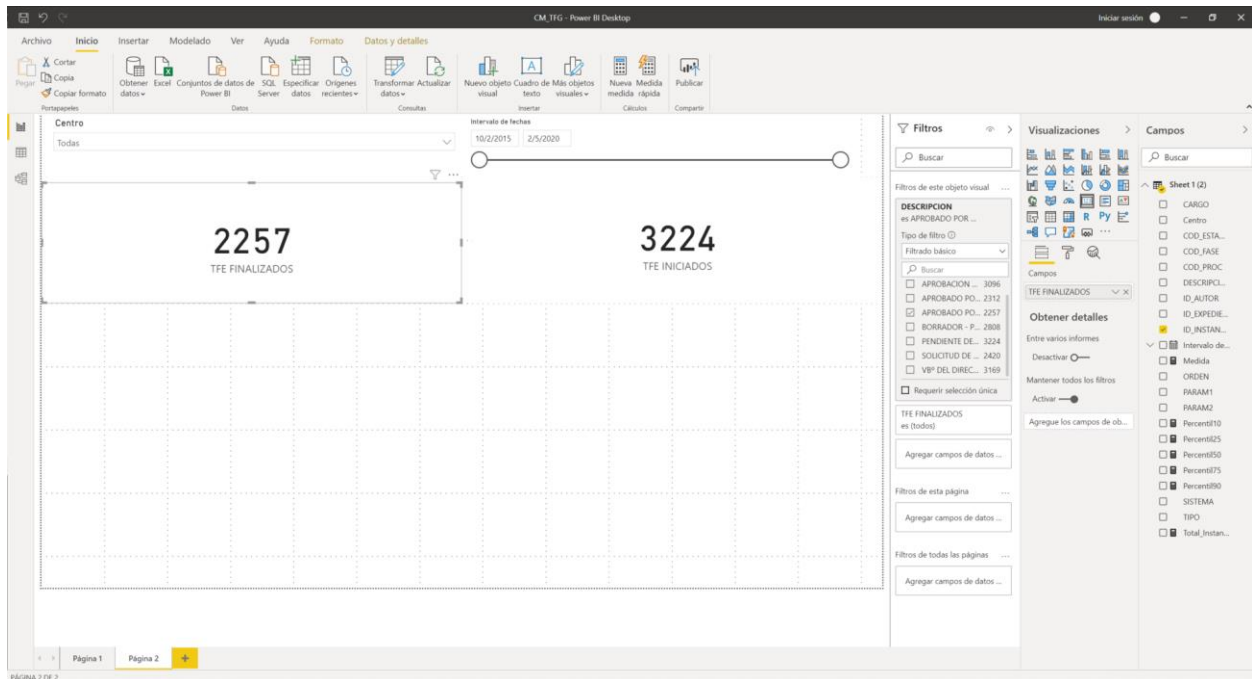 CM_TFG - Power BI Desktop
Iniciar sesión
Archivo Inicio Insertar Modelado Ver Ayuda Formato Datos y detalles
Pegar
Cortar
Copia
Copiar formato
Portapapeles
Obtener datos
Excel
Conjuntos de datos de Power BI
SQL Server
Especificar datos
Orígenes recientes
Datos
Transformar datos
Actualizar
Consultas
Nuevo objeto visual
Cuadro de texto
Más objetos visuales
Insertar
Nueva medida
Medida rápida
Cálculos
Publicar
Compartir
Centro
Todas
Intervalo de fechas
10/2/2015 2/5/2020
2257
TFE FINALIZADOS
3224
TFE INICIADOS
Filtros
Buscar
Filtros de este objeto visual ...
DESCRIPCION
es APROBADO POR ...
Tipo de filtro
Filtrado básico
Buscar
APROBACION ... 3096
APROBADO PO... 2312
APROBADO PO... 2257
BORRADOR - P... 2808
PENDIENTE DE... 3224
SOLICITUD DE ... 2420
VBº DEL DIREC... 3169
Requerir selección única
TFE FINALIZADOS
es (todos)
Agregar campos de datos ...
Filtros de esta página ...
Agregar campos de datos ...
Filtros de todas las páginas ...
Agregar campos de datos ...
Visualizaciones
R Py
Campos
TFE FINALIZADOS
Obtener detalles
Entre varios informes
Desactivar
Mantener todos los filtros
Activar
Agregue los campos de ob...
Campos
Buscar
Sheet 1 (2)
CARGO
Centro
COD_ESTA...
COD_FASE
COD_PROC
DESCRIPCI...
ID_AUTOR
ID_EXPEDIE...
ID_INSTAN...
Intervalo de...
Medida
ORDEN
PARAM1
PARAM2
Percentil10
Percentil25
Percentil50
Percentil75
Percentil90
SISTEMA
TIPO
Total_Instan...
Página 1 Página 2 +
PÁGINA 2 DE 2